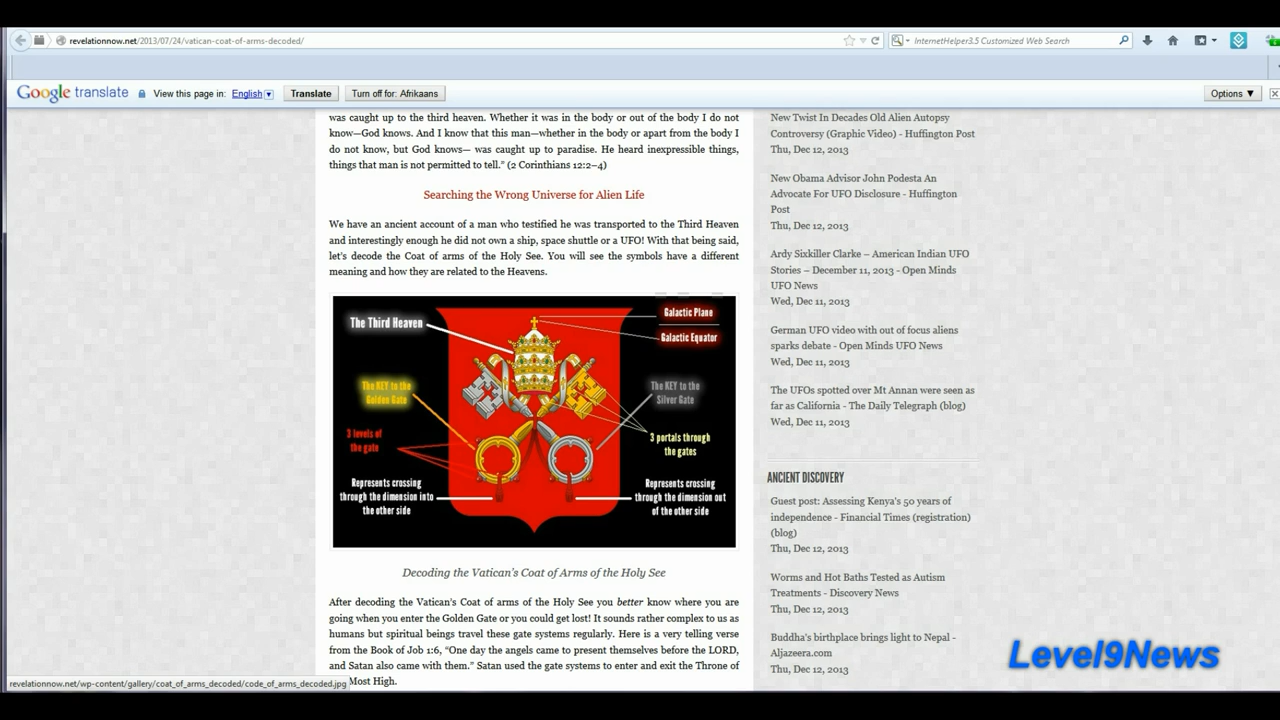 revelationnow.net/2013/07/24/vatican-coat-of-arms-decoded/
InternetHelper3.5 Customized Web Search
Google translate
View this page in: English
Translate
Turn off for: Afrikaans
Options ▼
was caught up to the third heaven. Whether it was in the body or out of the body I do not
know—God knows. And I know that this man—whether in the body or apart from the body I
do not know, but God knows— was caught up to paradise. He heard inexpressible things,
things that man is not permitted to tell." (2 Corinthians 12:2–4)
Searching the Wrong Universe for Alien Life
We have an ancient account of a man who testified he was transported to the Third Heaven
and interestingly enough he did not own a ship, space shuttle or a UFO! With that being said,
let's decode the Coat of arms of the Holy See. You will see the symbols have a different
meaning and how they are related to the Heavens.
The Third Heaven
Galactic Plane
Galactic Equator
The KEY to the
Golden Gate
The KEY to the
Silver Gate
3 levels of
the gate
3 portals through
the gates
Represents crossing
through the dimension into
the other side
Represents crossing
through the dimension out
of the other side
Decoding the Vatican's Coat of Arms of the Holy See
After decoding the Vatican's Coat of arms of the Holy See you better know where you are
going when you enter the Golden Gate or you could get lost! It sounds rather complex to us as
humans but spiritual beings travel these gate systems regularly. Here is a very telling verse
from the Book of Job 1:6, "One day the angels came to present themselves before the LORD,
and Satan also came with them." Satan used the gate systems to enter and exit the Throne of
Most High.
New Twist In Decades Old Alien Autopsy
Controversy (Graphic Video) - Huffington Post
Thu, Dec 12, 2013
New Obama Advisor John Podesta An
Advocate For UFO Disclosure - Huffington
Post
Thu, Dec 12, 2013
Ardy Sixkiller Clarke – American Indian UFO
Stories – December 11, 2013 - Open Minds
UFO News
Wed, Dec 11, 2013
German UFO video with out of focus aliens
sparks debate - Open Minds UFO News
Wed, Dec 11, 2013
The UFOs spotted over Mt Annan were seen as
far as California - The Daily Telegraph (blog)
Wed, Dec 11, 2013
ANCIENT DISCOVERY
Guest post: Assessing Kenya's 50 years of
independence - Financial Times (registration)
(blog)
Thu, Dec 12, 2013
Worms and Hot Baths Tested as Autism
Treatments - Discovery News
Thu, Dec 12, 2013
Buddha's birthplace brings light to Nepal -
Aljazeera.com
Thu, Dec 12, 2013
Level9News
revelationnow.net/wp-content/gallery/coat_of_arms_decoded/code_of_arms_decoded.jpg